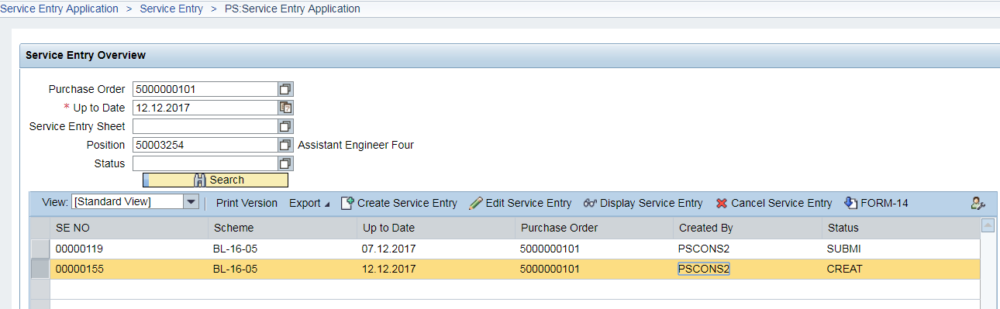 Service Entry Application > Service Entry > PS:Service Entry Application
Service Entry Overview
Purchase Order 5000000101
* Up to Date 12.12.2017
Service Entry Sheet
Position 50003254 Assistant Engineer Four
Status
Search
View: [Standard View] Print Version Export Create Service Entry Edit Service Entry Display Service Entry Cancel Service Entry FORM-14
SE NO Scheme Up to Date Purchase Order Created By Status
00000119 BL-16-05 07.12.2017 5000000101 PSCONS2 SUBMI
00000155 BL-16-05 12.12.2017 5000000101 PSCONS2 CREAT